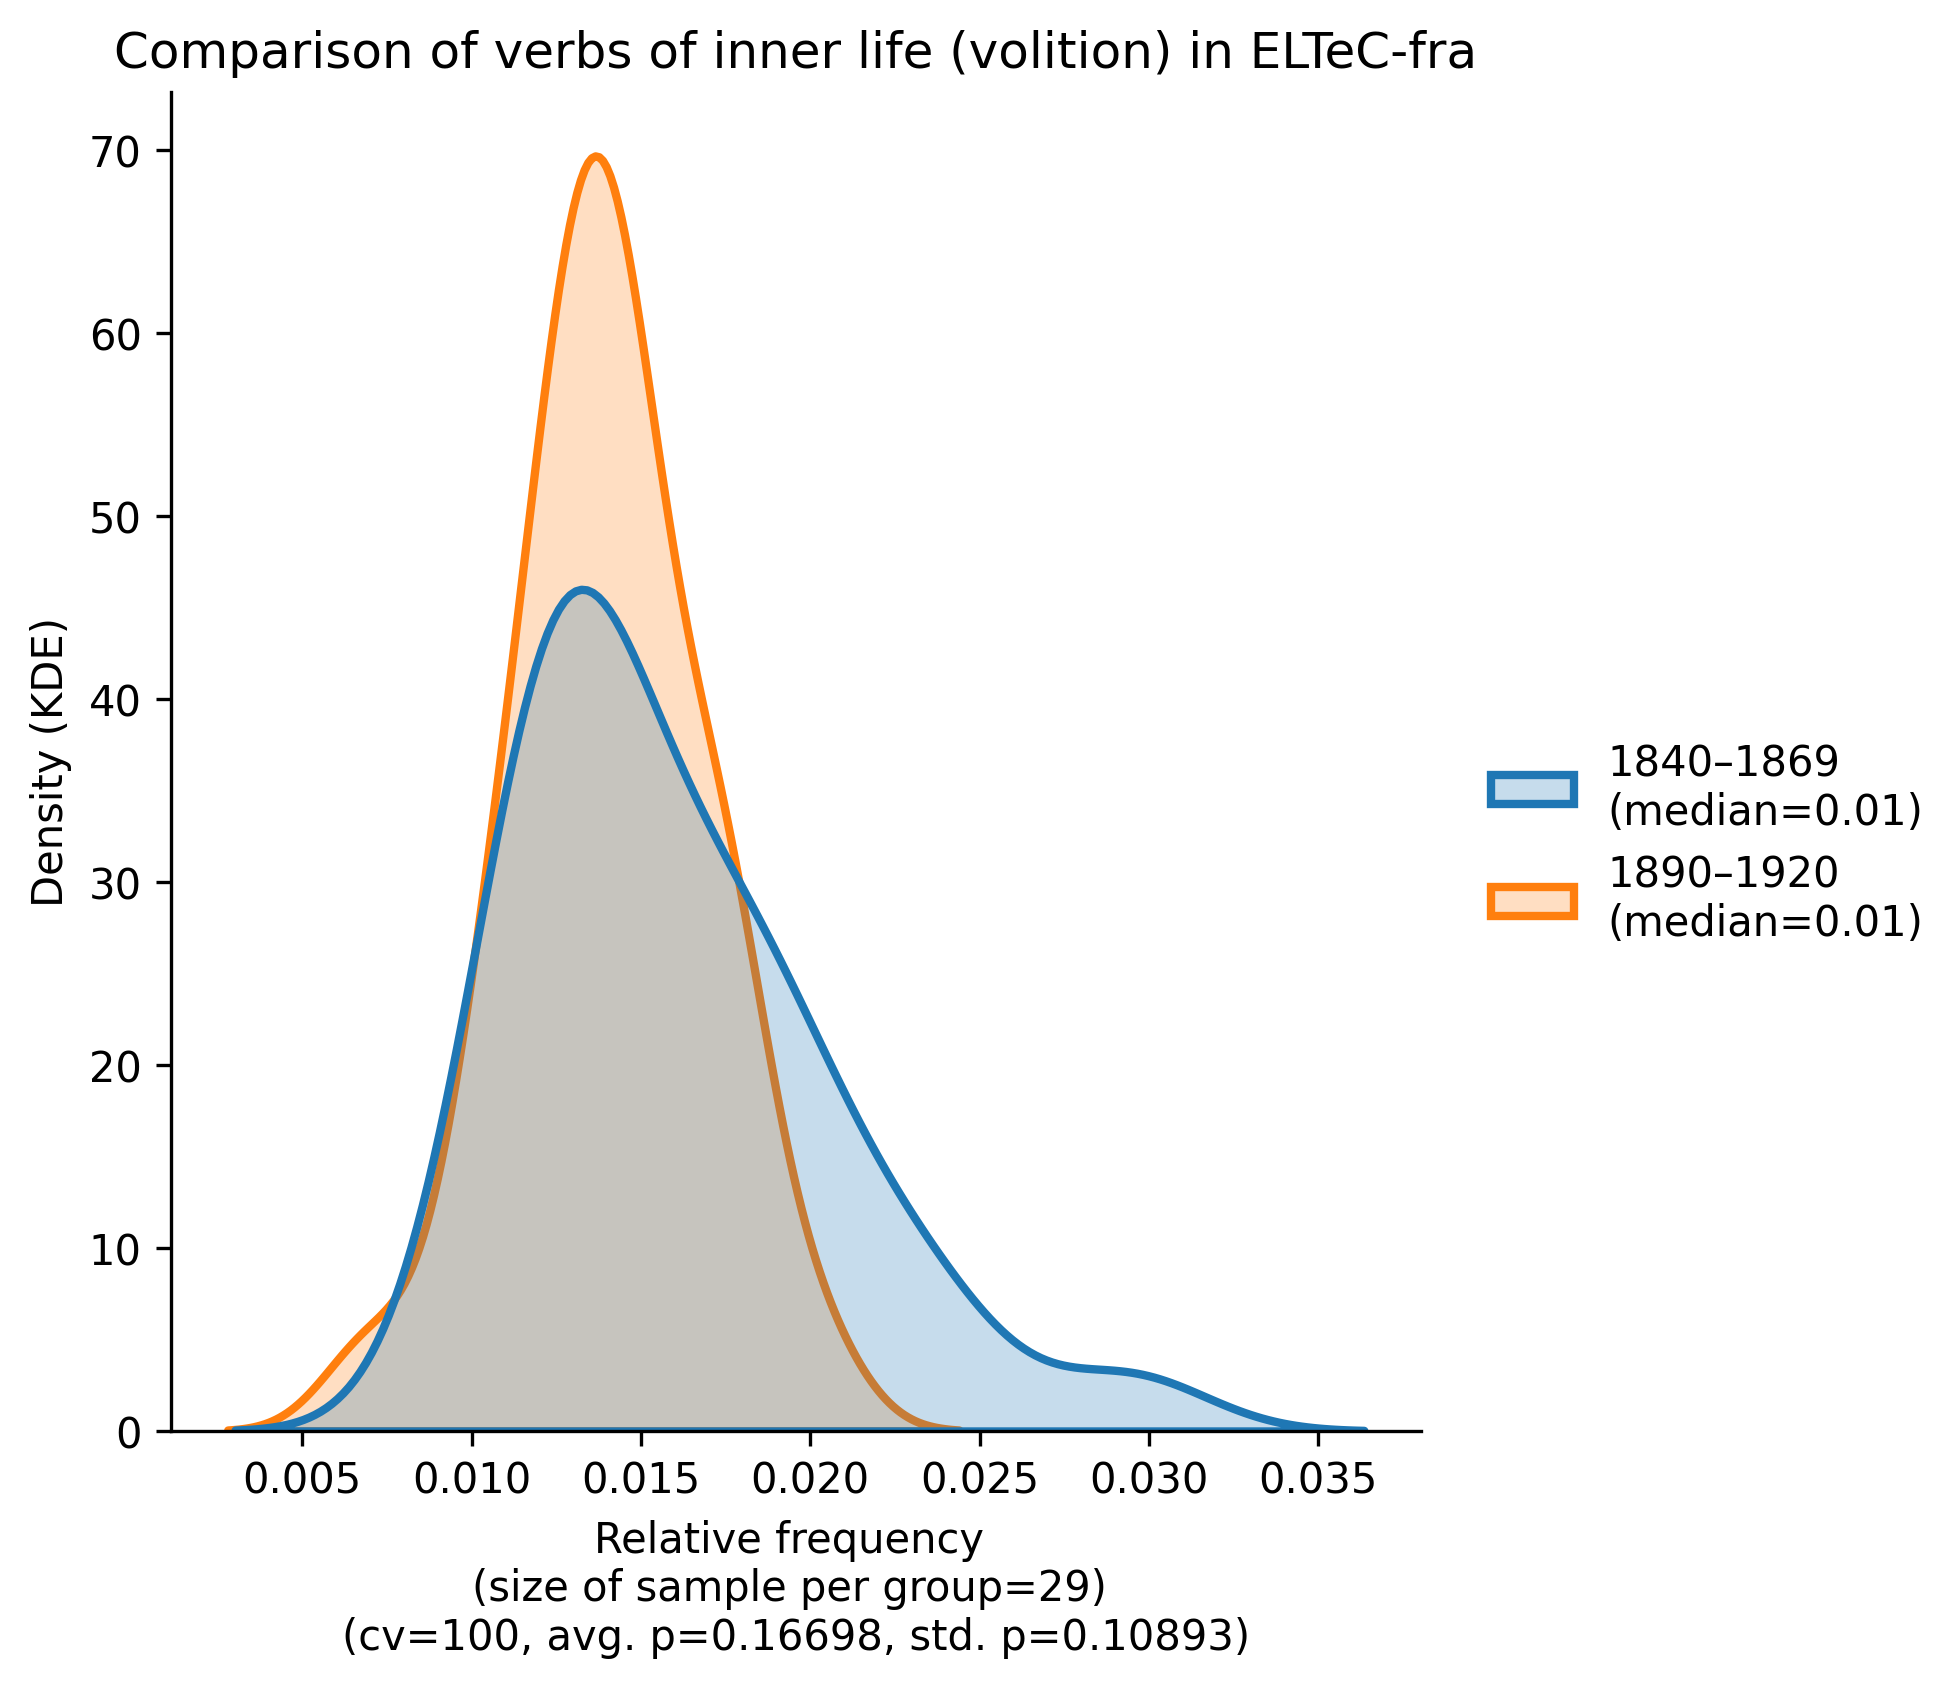 Comparison of verbs of inner life (volition) in ELTeC-fra
70
60
50
40
30
20
10
0
Density (KDE)
0.005 0.010 0.015 0.020 0.025 0.030 0.035
Relative frequency
(size of sample per group=29)
(cv=100, avg. p=0.16698, std. p=0.10893)
1840–1869
(median=0.01)
1890–1920
(median=0.01)